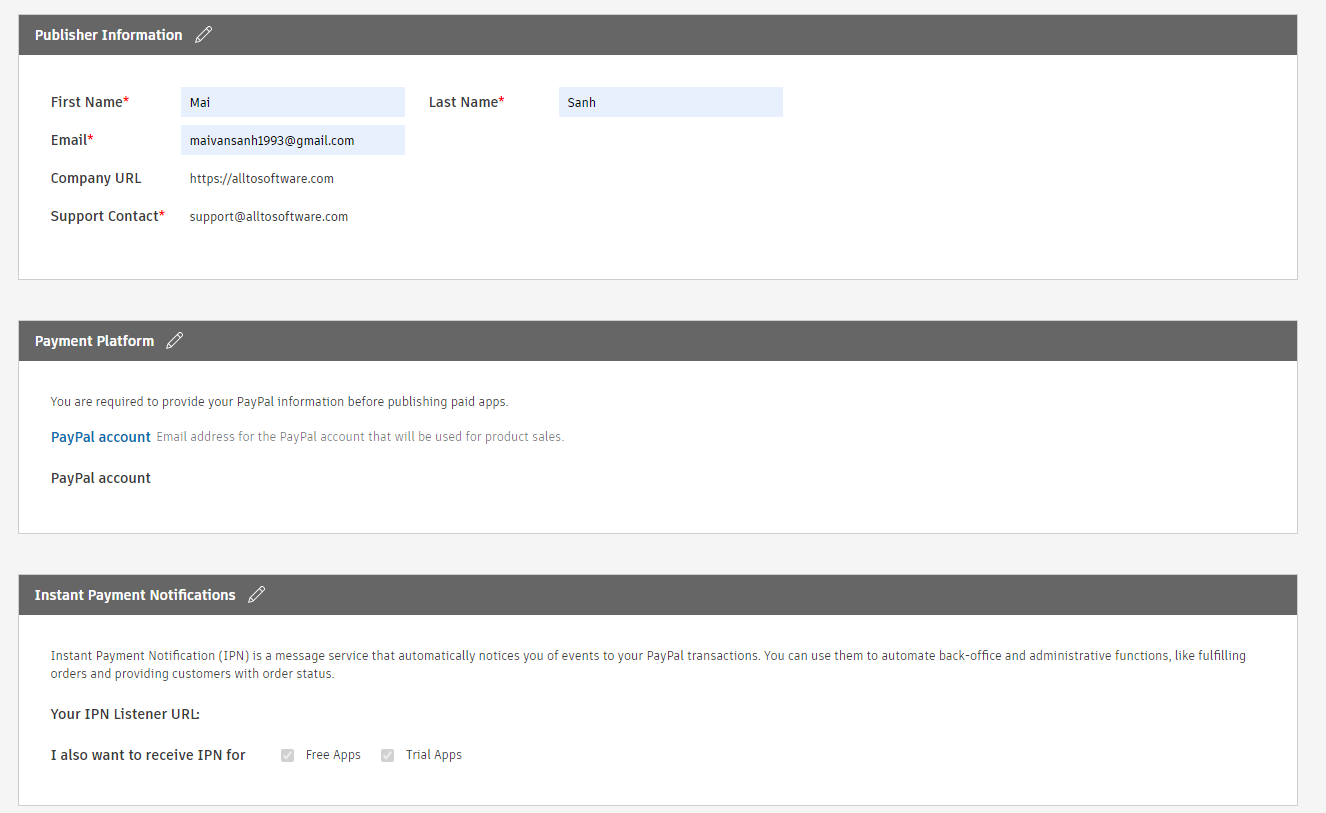 Publisher Information
First Name* Mai Last Name* Sanh
Email* maivansanh1993@gmail.com
Company URL https://alltosoftware.com
Support Contact* support@alltosoftware.com
Payment Platform
You are required to provide your PayPal information before publishing paid apps.
PayPal account Email address for the PayPal account that will be used for product sales.
PayPal account
Instant Payment Notifications
Instant Payment Notification (IPN) is a message service that automatically notices you of events to your PayPal transactions. You can use them to automate back-office and administrative functions, like fulfilling
orders and providing customers with order status.
Your IPN Listener URL:
I also want to receive IPN for Free Apps Trial Apps